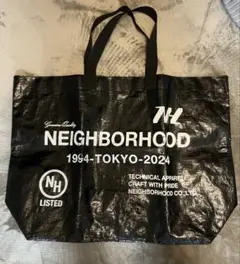 Genuine Quality
NH
NEIGHBORHOOD
1994-TOKYO-2024
NH
LISTED
TECHNICAL APPAREL
CRAFT WITH PRIDE
NEIGHBORHOOD CO., LTD.